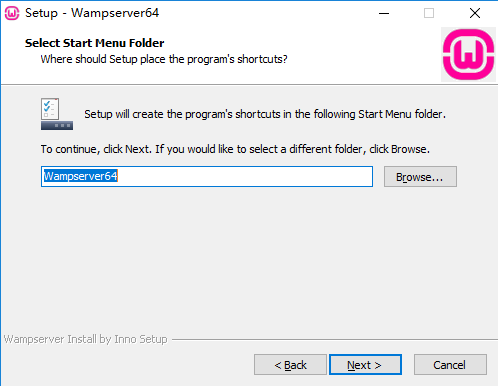 Setup - Wampserver64
Select Start Menu Folder
Where should Setup place the program's shortcuts?
Setup will create the program's shortcuts in the following Start Menu folder.
To continue, click Next. If you would like to select a different folder, click Browse.
Wampserver64
Browse...
Wampserver Install by Inno Setup
< Back
Next >
Cancel